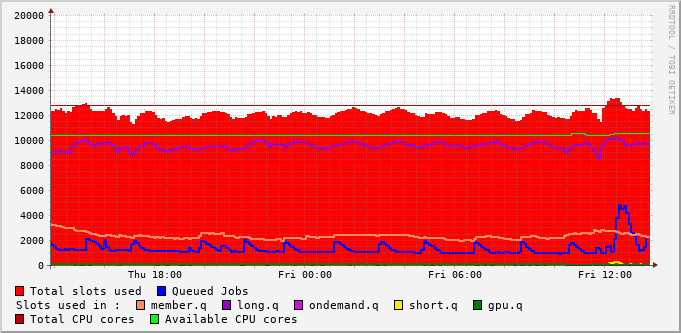 RRDTOOL / TOBI OETIKER
20000
18000
16000
14000
12000
10000
8000
6000
4000
2000
0
Thu 18:00 Fri 00:00 Fri 06:00 Fri 12:00
Total slots used Queued Jobs
Slots used in : member.q long.q ondemand.q short.q gpu.q
Total CPU cores Available CPU cores